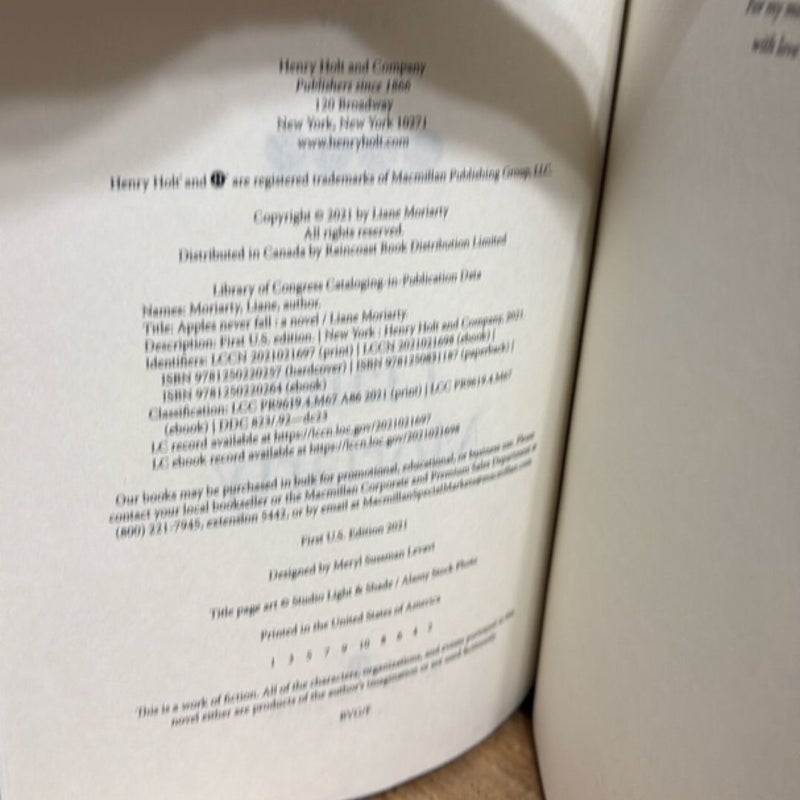 Henry Holt and Company
Publishers since 1866
120 Broadway
New York, New York 10271
www.henryholt.com
Henry Holt® and Ⓗ® are registered trademarks of Macmillan Publishing Group, LLC.
Copyright © 2021 by Liane Moriarty
All rights reserved.
Distributed in Canada by Raincoast Book Distribution Limited
Library of Congress Cataloging-in-Publication Data
Names: Moriarty, Liane, author.
Title: Apples never fall : a novel / Liane Moriarty.
Description: First U.S. edition. | New York : Henry Holt and Company, 2021.
Identifiers: LCCN 2021021697 (print) | LCCN 2021021698 (ebook) |
ISBN 9781250220257 (hardcover) | ISBN 9781250831187 (paperback) |
ISBN 9781250220264 (ebook)
Classification: LCC PR9619.4.M67 A86 2021 (print) | LCC PR9619.4.M67
(ebook) | DDC 823/.92—dc23
LC record available at https://lccn.loc.gov/2021021697
LC ebook record available at https://lccn.loc.gov/2021021698
Our books may be purchased in bulk for promotional, educational, or business use. Please
contact your local bookseller or the Macmillan Corporate and Premium Sales Department at
(800) 221-7945, extension 5442, or by email at MacmillanSpecialMarkets@macmillan.com
First U.S. Edition 2021
Designed by Meryl Sussman Levavi
Title page art © Studio Light & Shade / Alamy Stock Photo
Printed in the United States of America
1 3 5 7 9 10 8 6 4 2
This is a work of fiction. All of the characters, organizations, and events portrayed in this
novel either are products of the author's imagination or are used fictitiously.
For my
with love